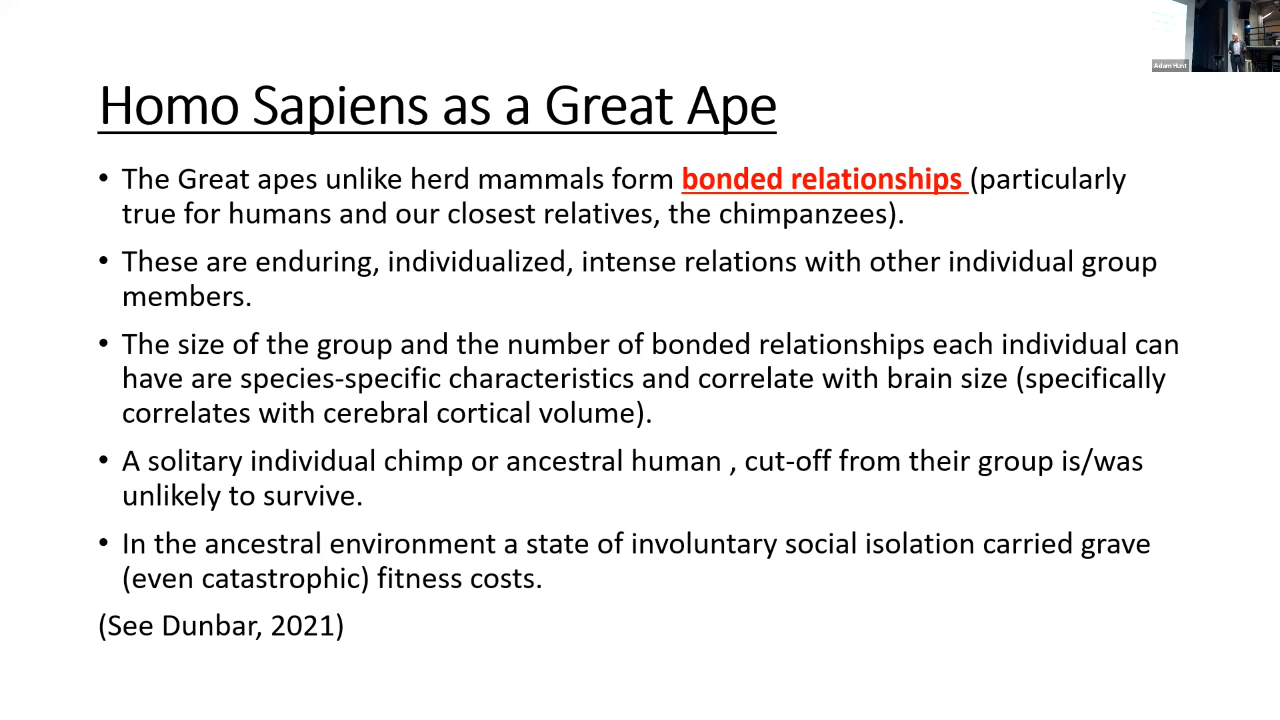 Adam Hunt
Homo Sapiens as a Great Ape
• The Great apes unlike herd mammals form bonded relationships (particularly
true for humans and our closest relatives, the chimpanzees).
• These are enduring, individualized, intense relations with other individual group
members.
• The size of the group and the number of bonded relationships each individual can
have are species-specific characteristics and correlate with brain size (specifically
correlates with cerebral cortical volume).
• A solitary individual chimp or ancestral human , cut-off from their group is/was
unlikely to survive.
• In the ancestral environment a state of involuntary social isolation carried grave
(even catastrophic) fitness costs.
(See Dunbar, 2021)